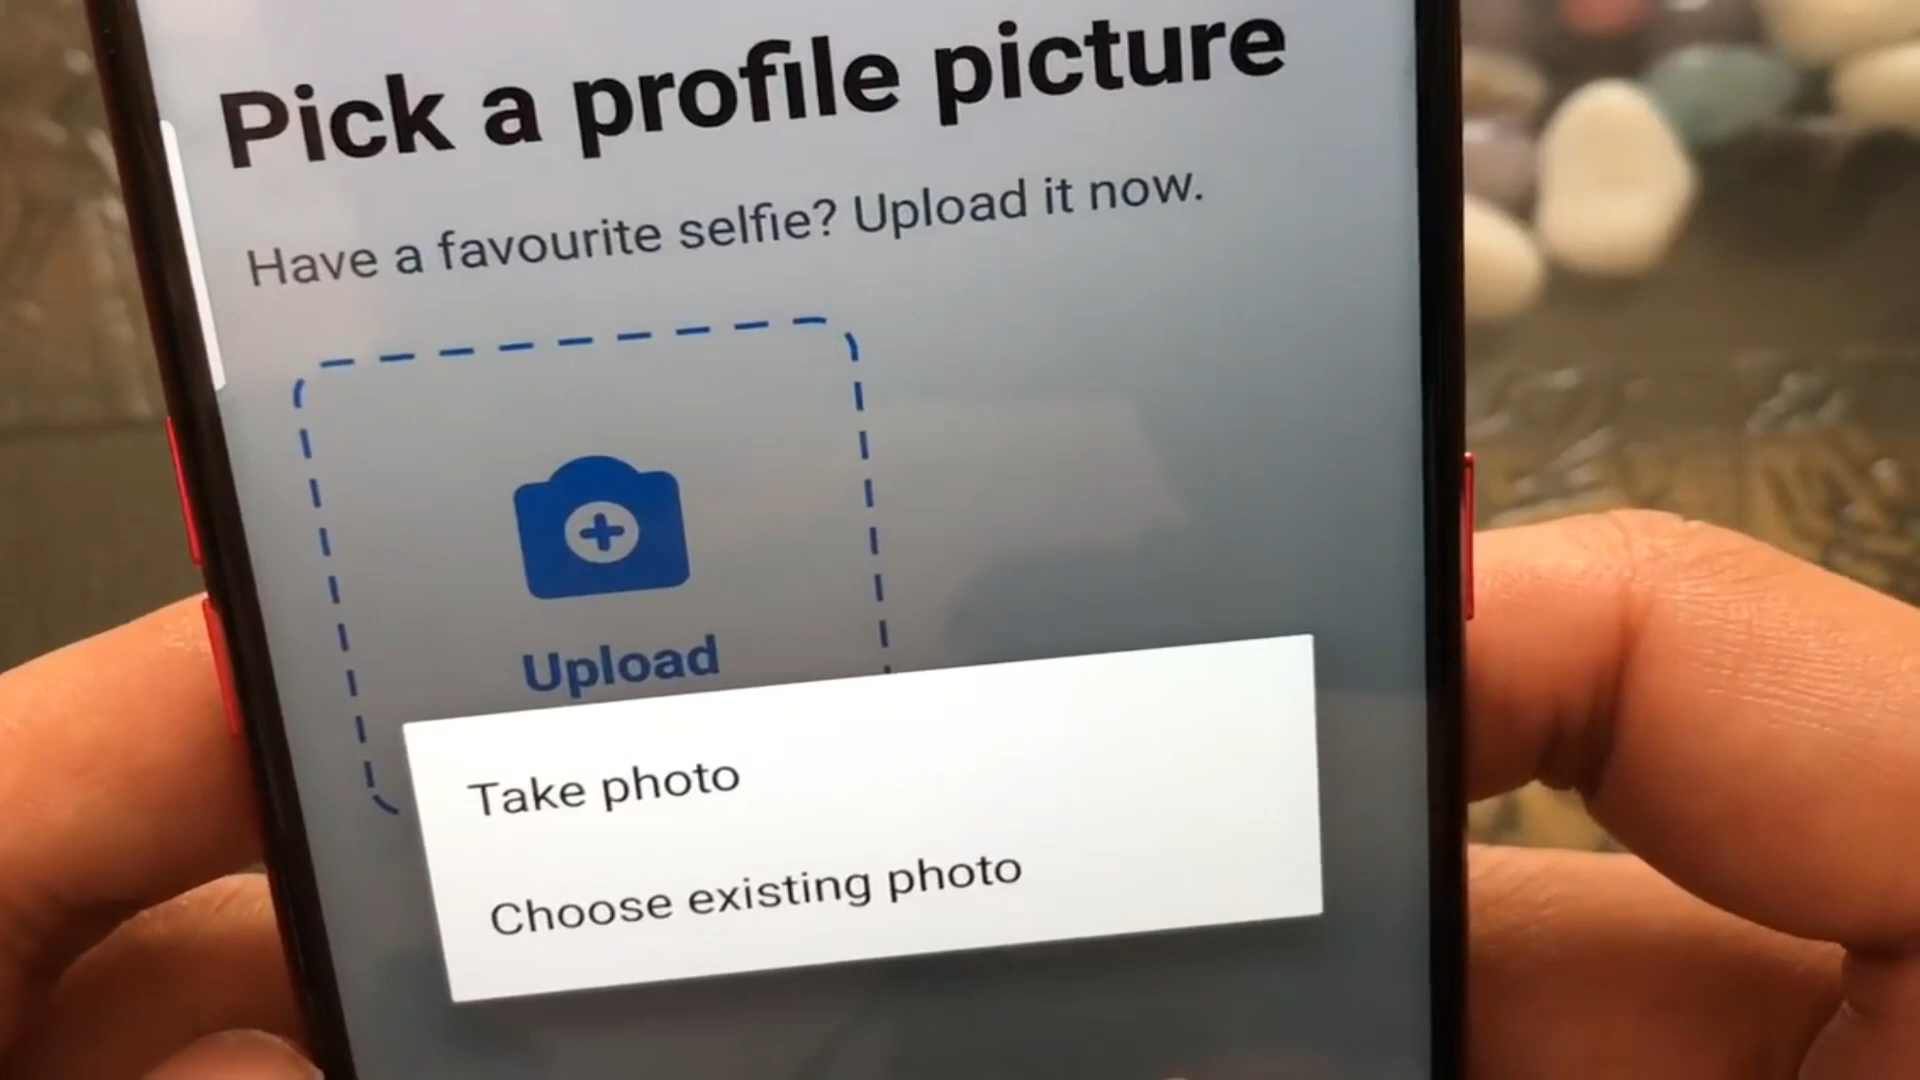 Pick a profile picture
Have a favourite selfie? Upload it now.
Upload
Take photo
Choose existing photo